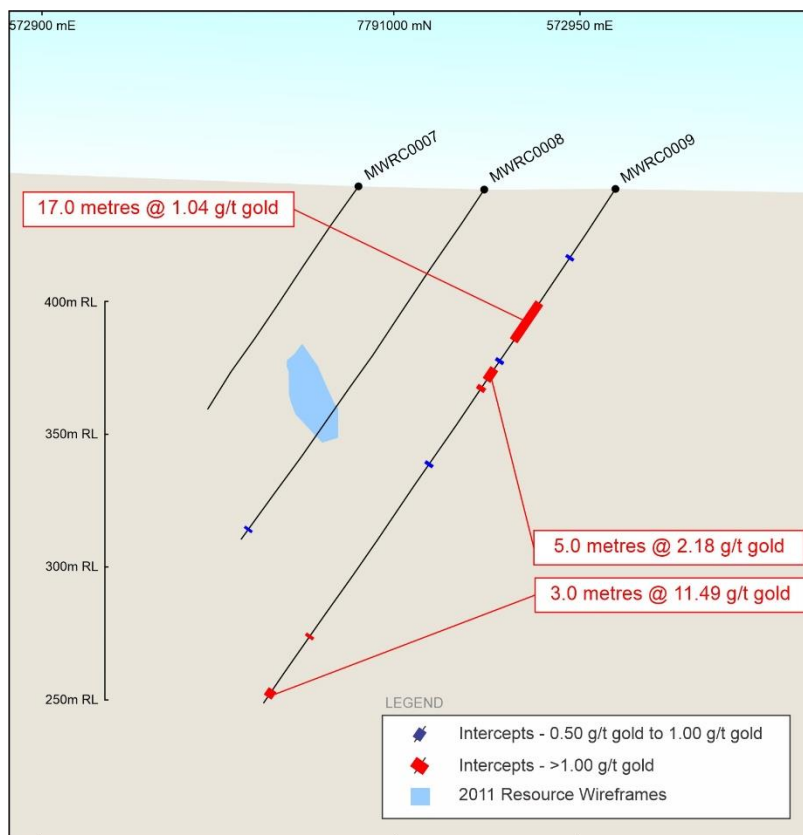 572900 mE
7791000 mN
572950 mE
MWRC0007
MWRC0008
MWRC0009
17.0 metres @ 1.04 g/t gold
400m RL
350m RL
300m RL
250m RL
5.0 metres @ 2.18 g/t gold
3.0 metres @ 11.49 g/t gold
LEGEND
Intercepts - 0.50 g/t gold to 1.00 g/t gold
Intercepts - >1.00 g/t gold
2011 Resource Wireframes